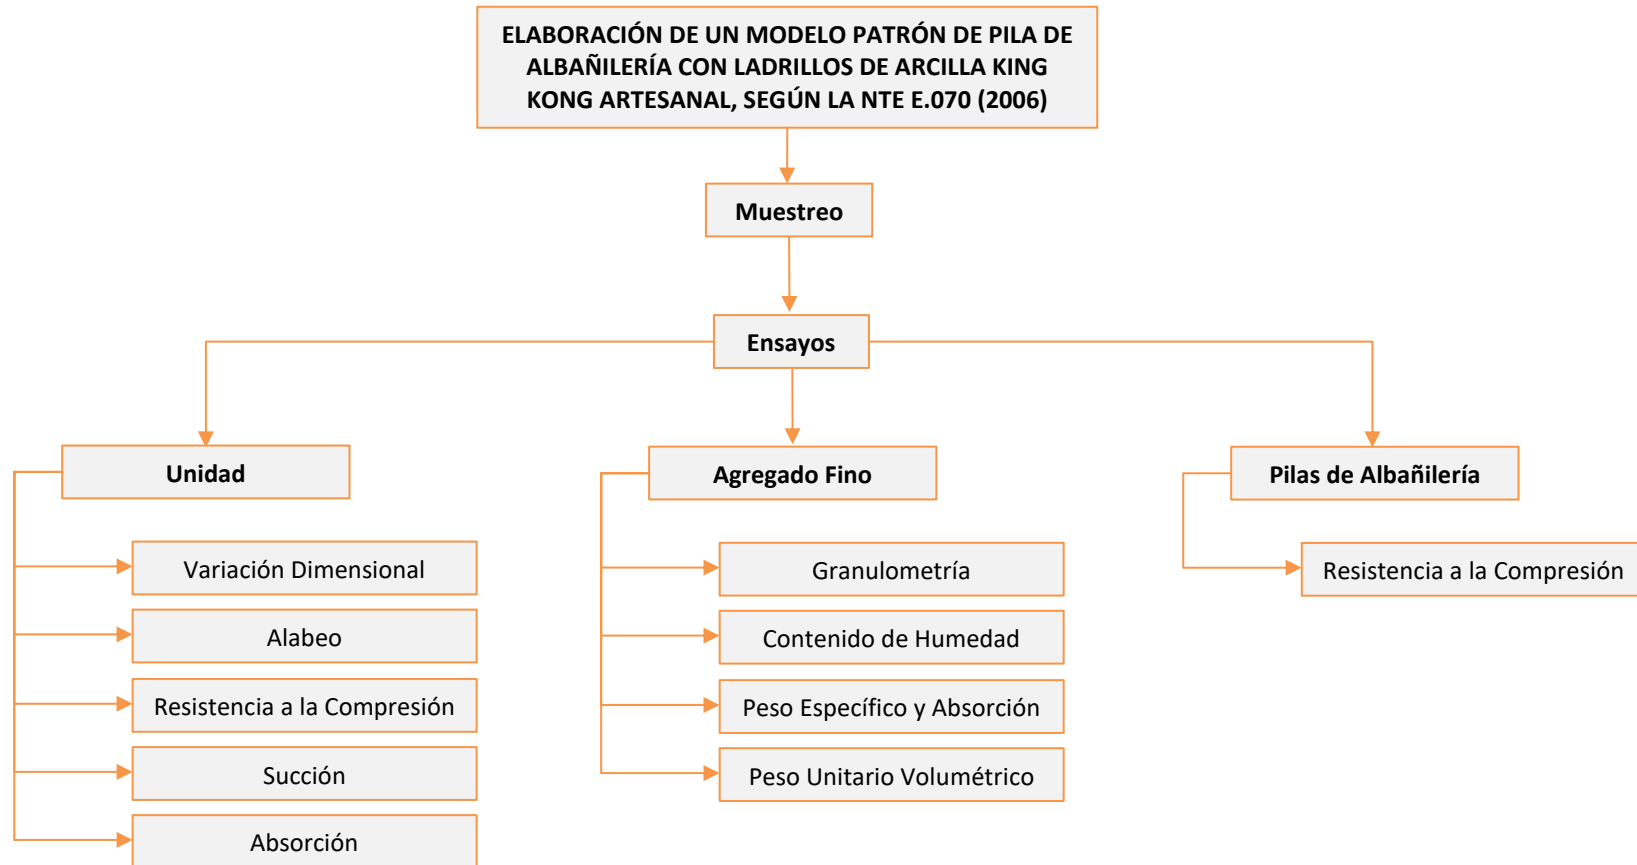 ELABORACIÓN DE UN MODELO PATRÓN DE PILA DE
ALBAÑILERÍA CON LADRILLOS DE ARCILLA KING
KONG ARTESANAL, SEGÚN LA NTE E.070 (2006)
Muestreo
Ensayos
Unidad
Variación Dimensional
Alabeo
Resistencia a la Compresión
Succión
Absorción
Agregado Fino
Granulometría
Contenido de Humedad
Peso Específico y Absorción
Peso Unitario Volumétrico
Pilas de Albañilería
Resistencia a la Compresión